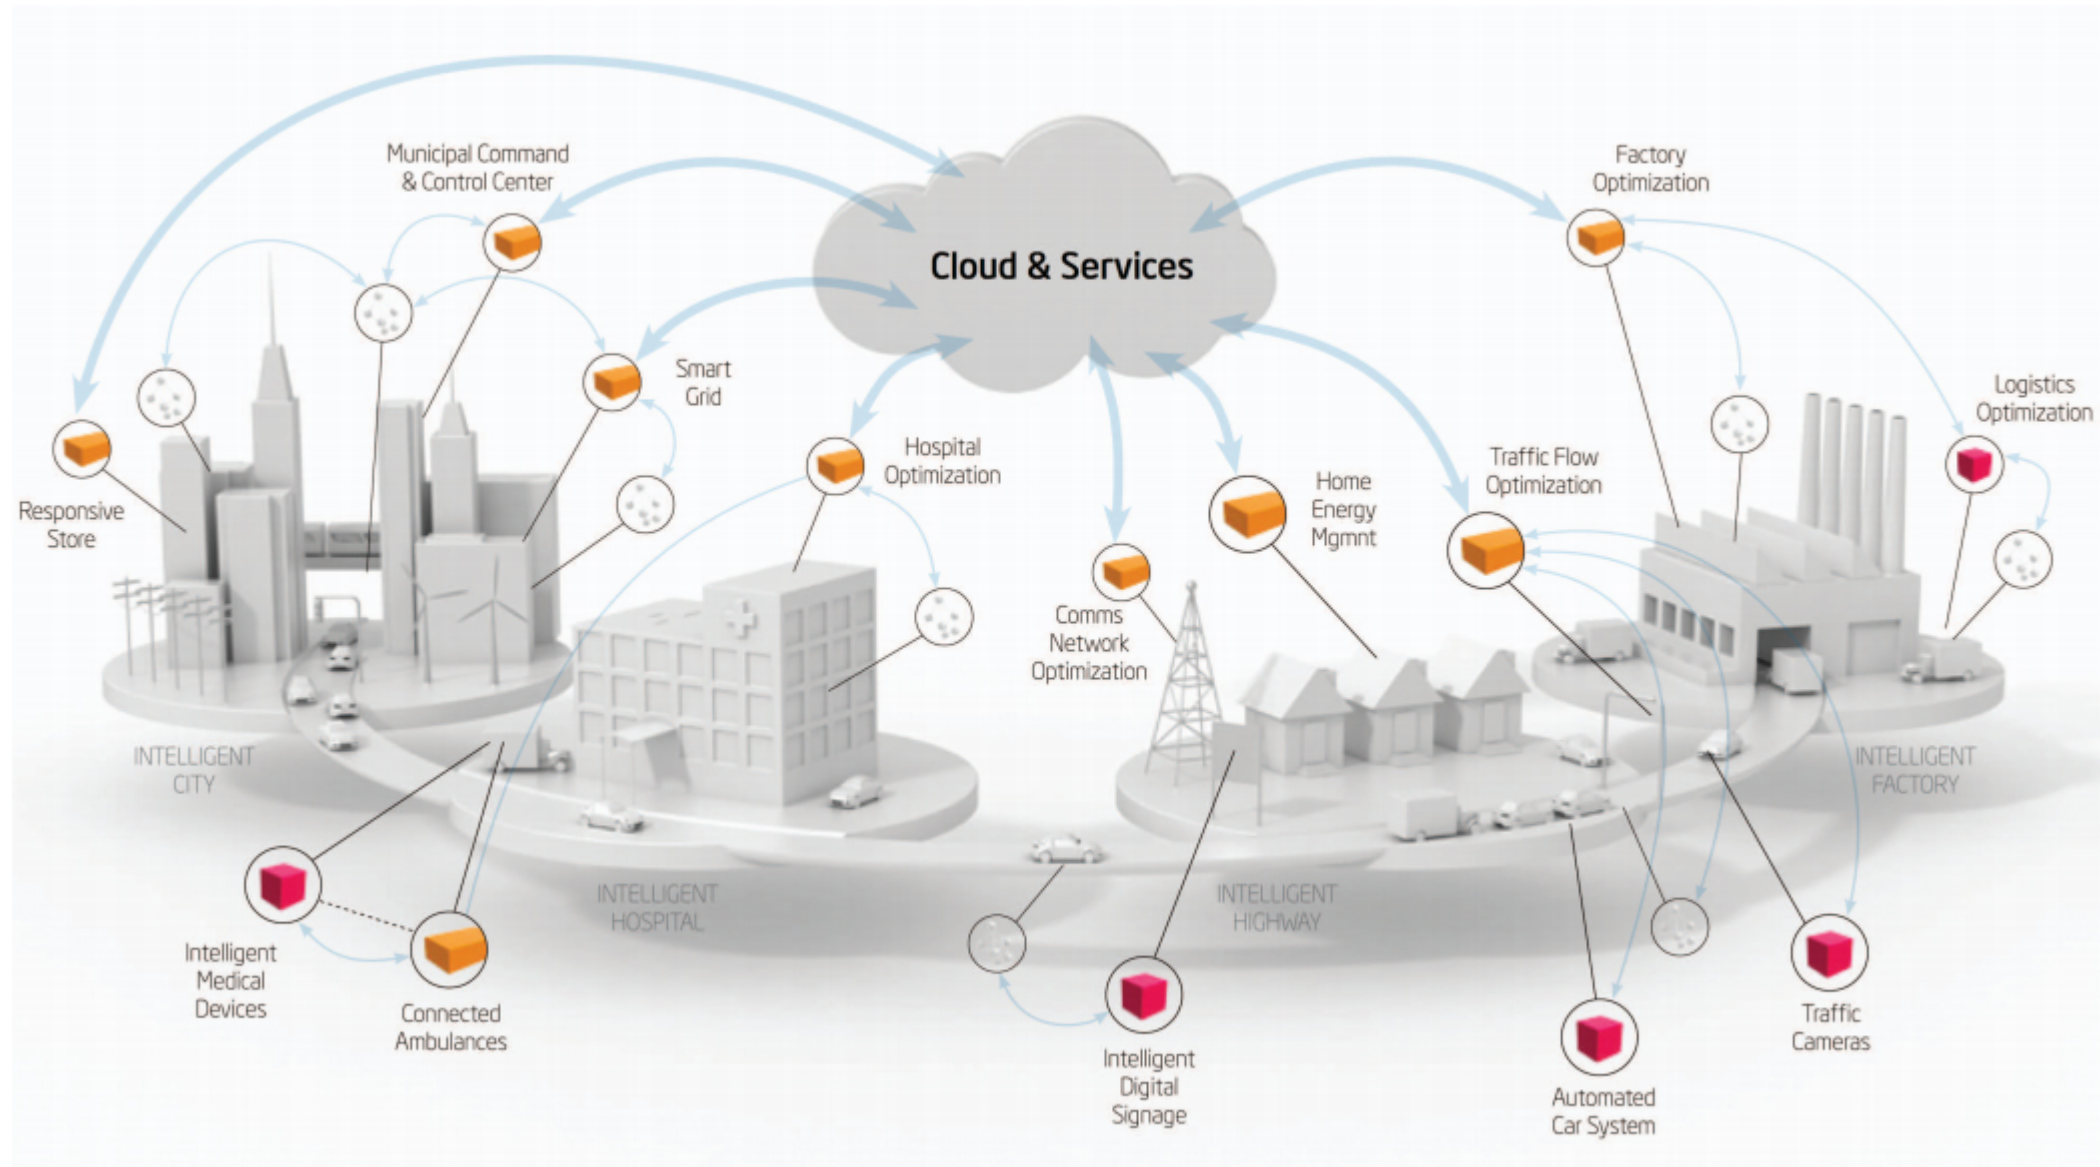 Municipal Command
& Control Center
Factory
Optimization
Cloud & Services
Smart
Grid
Logistics
Optimization
Hospital
Optimization
Traffic Flow
Optimization
Home
Energy
Mgmnt
Responsive
Store
Comms
Network
Optimization
INTELLIGENT
CITY
INTELLIGENT
FACTORY
INTELLIGENT
HOSPITAL
INTELLIGENT
HIGHWAY
Intelligent
Medical
Devices
Connected
Ambulances
Traffic
Cameras
Intelligent
Digital
Signage
Automated
Car System